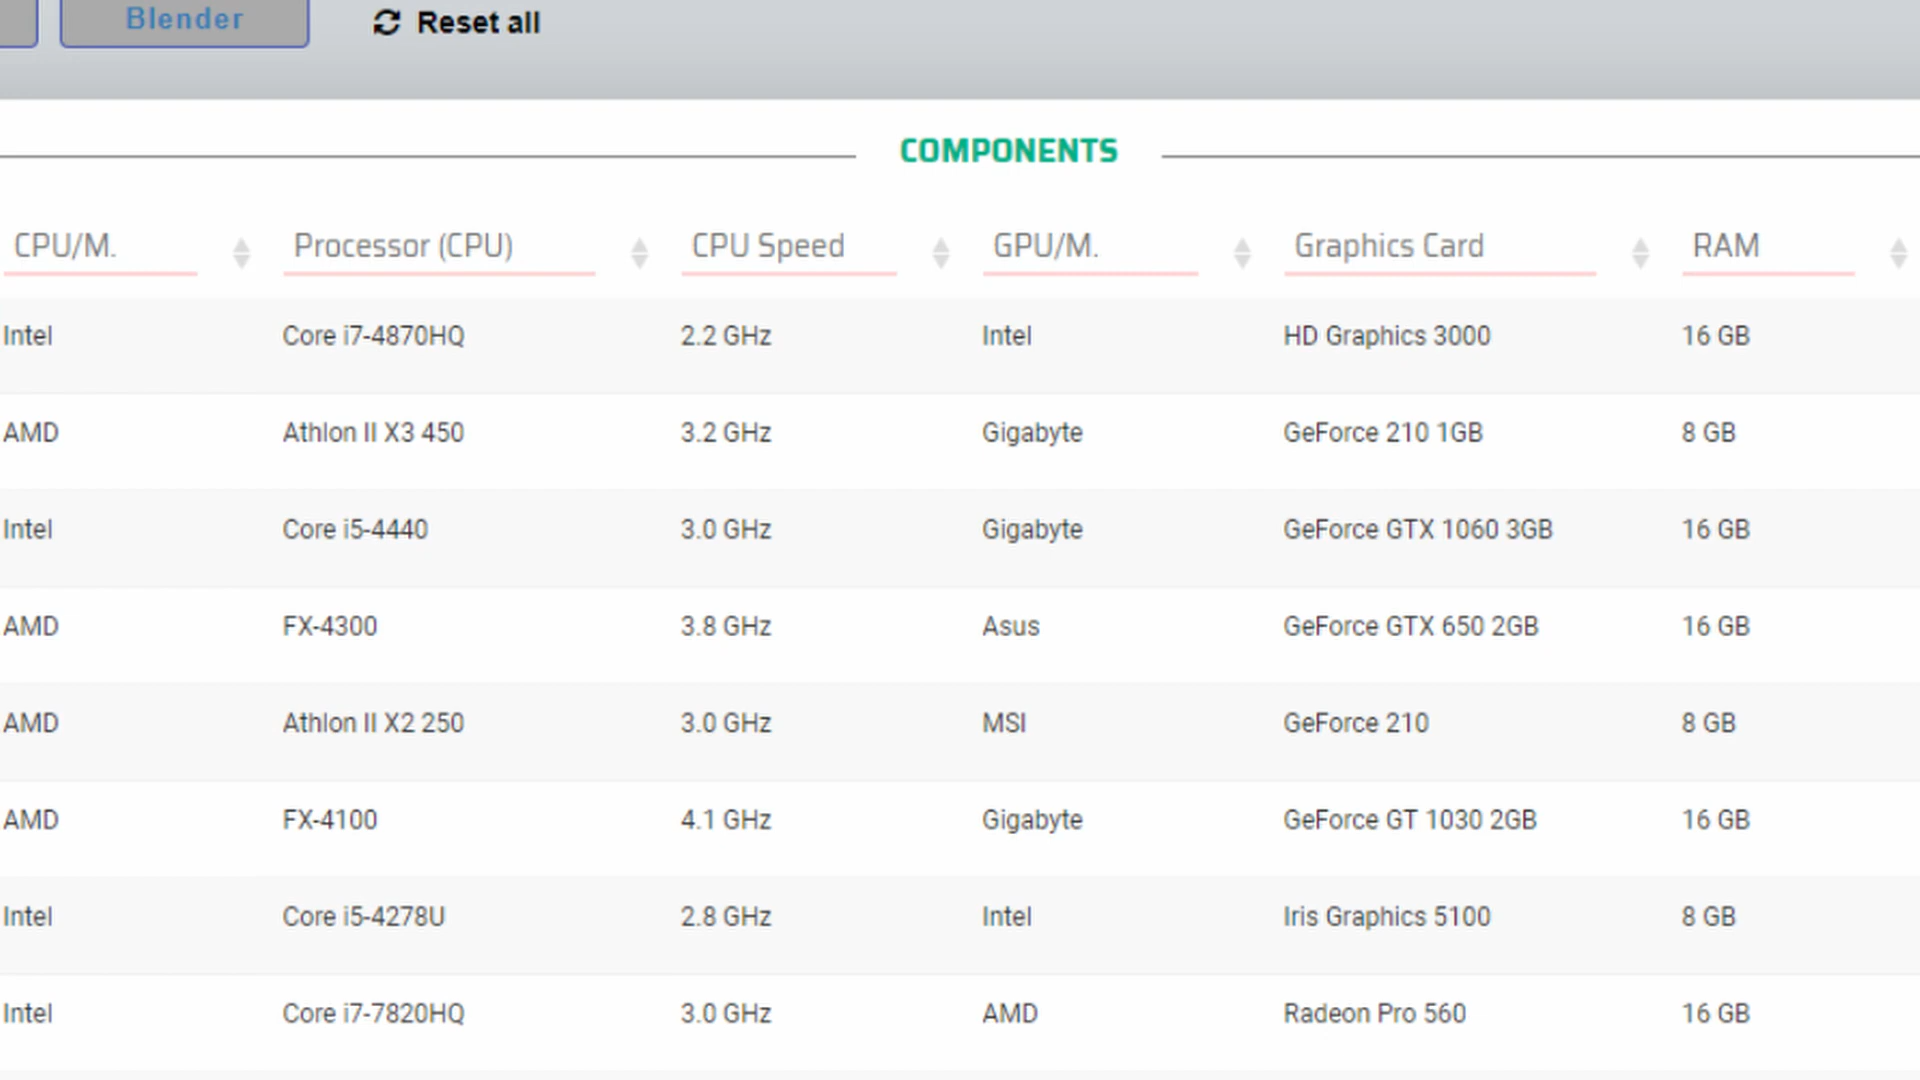 Blender Reset all
COMPONENTS
CPU/M. Processor (CPU) CPU Speed GPU/M. Graphics Card RAM
Intel Core i7-4870HQ 2.2 GHz Intel HD Graphics 3000 16 GB
AMD Athlon II X3 450 3.2 GHz Gigabyte GeForce 210 1GB 8 GB
Intel Core i5-4440 3.0 GHz Gigabyte GeForce GTX 1060 3GB 16 GB
AMD FX-4300 3.8 GHz Asus GeForce GTX 650 2GB 16 GB
AMD Athlon II X2 250 3.0 GHz MSI GeForce 210 8 GB
AMD FX-4100 4.1 GHz Gigabyte GeForce GT 1030 2GB 16 GB
Intel Core i5-4278U 2.8 GHz Intel Iris Graphics 5100 8 GB
Intel Core i7-7820HQ 3.0 GHz AMD Radeon Pro 560 16 GB